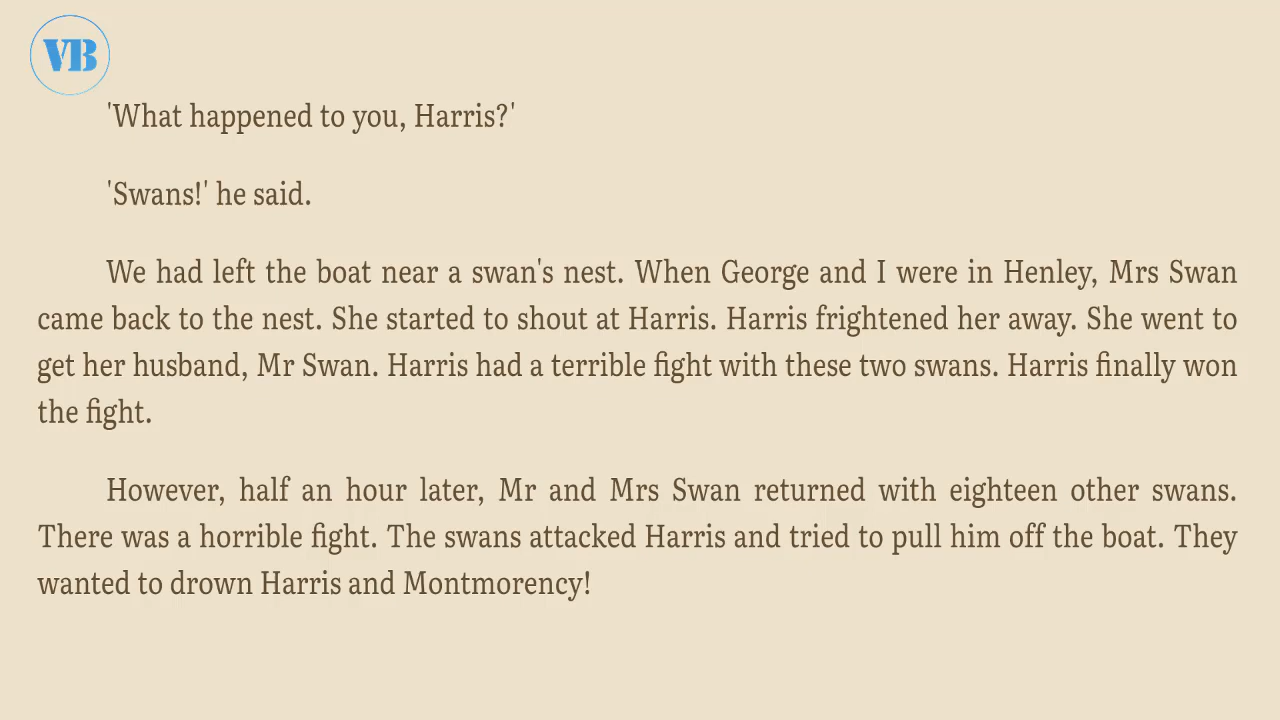 VB
'What happened to you, Harris?'
'Swans!' he said.
We had left the boat near a swan's nest. When George and I were in Henley, Mrs Swan
came back to the nest. She started to shout at Harris. Harris frightened her away. She went to
get her husband, Mr Swan. Harris had a terrible fight with these two swans. Harris finally won
the fight.
However, half an hour later, Mr and Mrs Swan returned with eighteen other swans.
There was a horrible fight. The swans attacked Harris and tried to pull him off the boat. They
wanted to drown Harris and Montmorency!